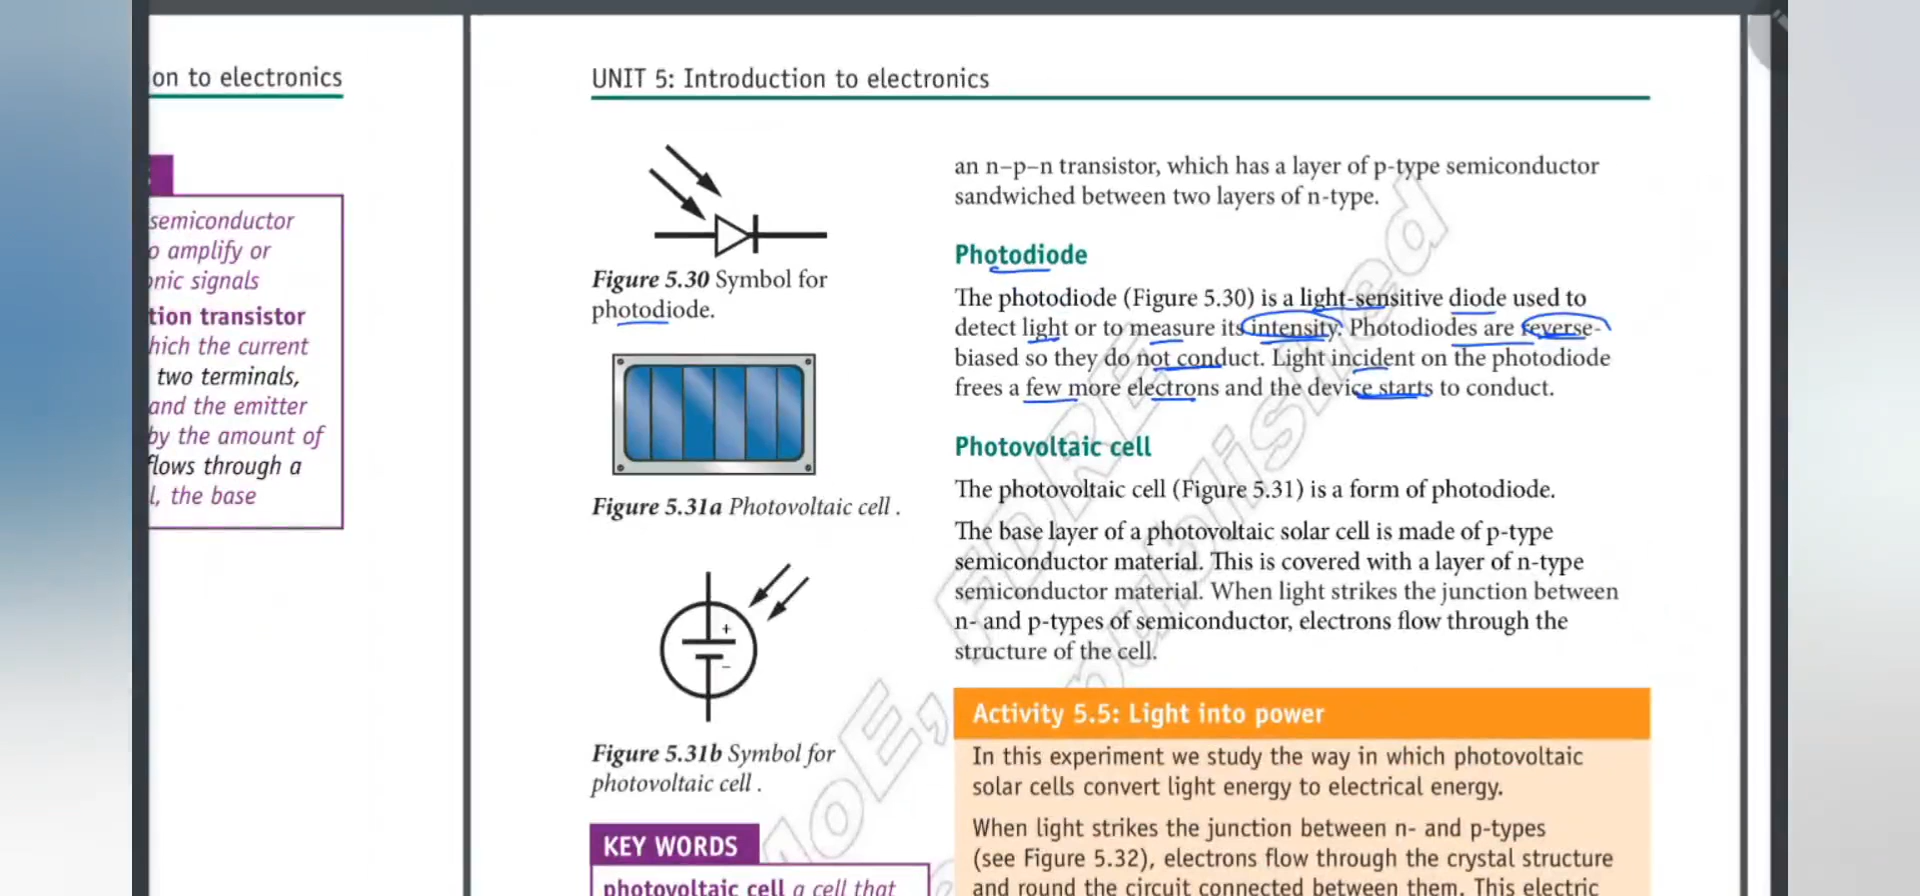 on to electronics
semiconductor
o amplify or
onic signals
tion transistor
hich the current
two terminals,
and the emitter
by the amount of
flows through a
l, the base
UNIT 5: Introduction to electronics
Figure 5.30 Symbol for
photodiode.
Figure 5.31a Photovoltaic cell .
+
-
Figure 5.31b Symbol for
photovoltaic cell .
KEY WORDS
photovoltaic cell a cell that
an n–p–n transistor, which has a layer of p-type semiconductor
sandwiched between two layers of n-type.
Photodiode
The photodiode (Figure 5.30) is a light-sensitive diode used to
detect light or to measure its intensity. Photodiodes are reverse-
biased so they do not conduct. Light incident on the photodiode
frees a few more electrons and the device starts to conduct.
Photovoltaic cell
The photovoltaic cell (Figure 5.31) is a form of photodiode.
The base layer of a photovoltaic solar cell is made of p-type
semiconductor material. This is covered with a layer of n-type
semiconductor material. When light strikes the junction between
n- and p-types of semiconductor, electrons flow through the
structure of the cell.
Activity 5.5: Light into power
In this experiment we study the way in which photovoltaic
solar cells convert light energy to electrical energy.
When light strikes the junction between n- and p-types
(see Figure 5.32), electrons flow through the crystal structure
and round the circuit connected between them. This electric
MoE, FDRE
published